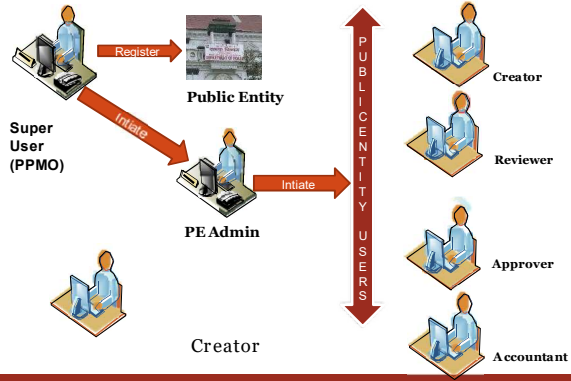 Register
Public Entity
Super
User
(PPMO)
Intiate
PE Admin
Intiate
PUBLICENTITY USERS
Creator
Reviewer
Approver
Accountant
Creator